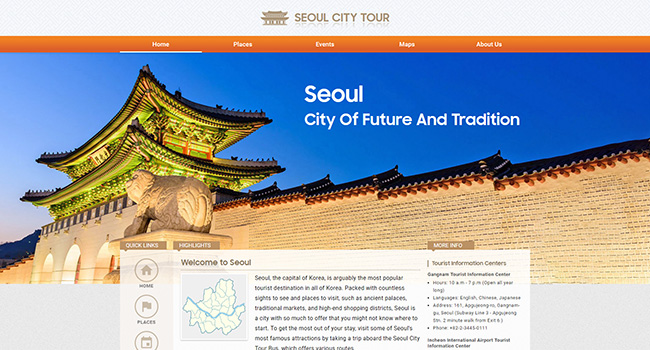 SEOUL CITY TOUR
Home
Places
Events
Maps
About Us
Seoul
City Of Future And Tradition
QUICK LINKS
HIGHLIGHTS
MORE INFO
HOME
PLACES
Welcome to Seoul
Seoul, the capital of Korea, is arguably the most popular
tourist destination in all of Korea. Packed with countless
sights to see and places to visit, such as ancient palaces,
traditional markets, and high-end shopping districts, Seoul is
a city with so much to offer that you might not know where to
start. To get the most out of your stay, visit some of Seoul's
most famous attractions by taking a trip aboard the Seoul City
Tour Bus, which offers various routes.
Tourist Information Centers
Gangnam Tourist Information Center
Hours: 10 a.m - 7 p.m (Open all year
long)
Languages: English, Chinese, Japanese
Address: 161, Apgujeong-ro, Gangnam-
gu, Seoul (Subway Line 3 - Apgujeong
Stn. 2 minute walk from Exit 6.)
Phone: +82-2-3445-0111
Incheon International Airport Tourist
Information Center